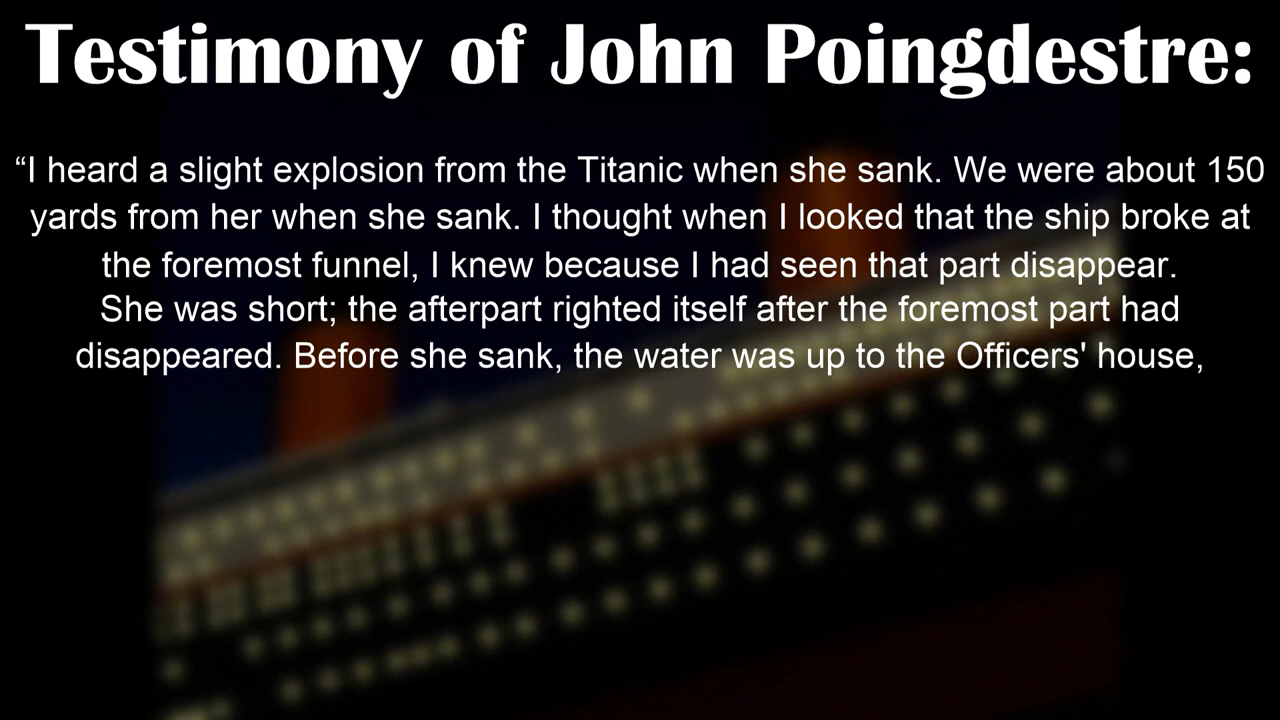 Testimony of John Poingdestre:
“I heard a slight explosion from the Titanic when she sank. We were about 150
yards from her when she sank. I thought when I looked that the ship broke at
the foremost funnel, I knew because I had seen that part disappear.
She was short; the afterpart righted itself after the foremost part had
disappeared. Before she sank, the water was up to the Officers' house,